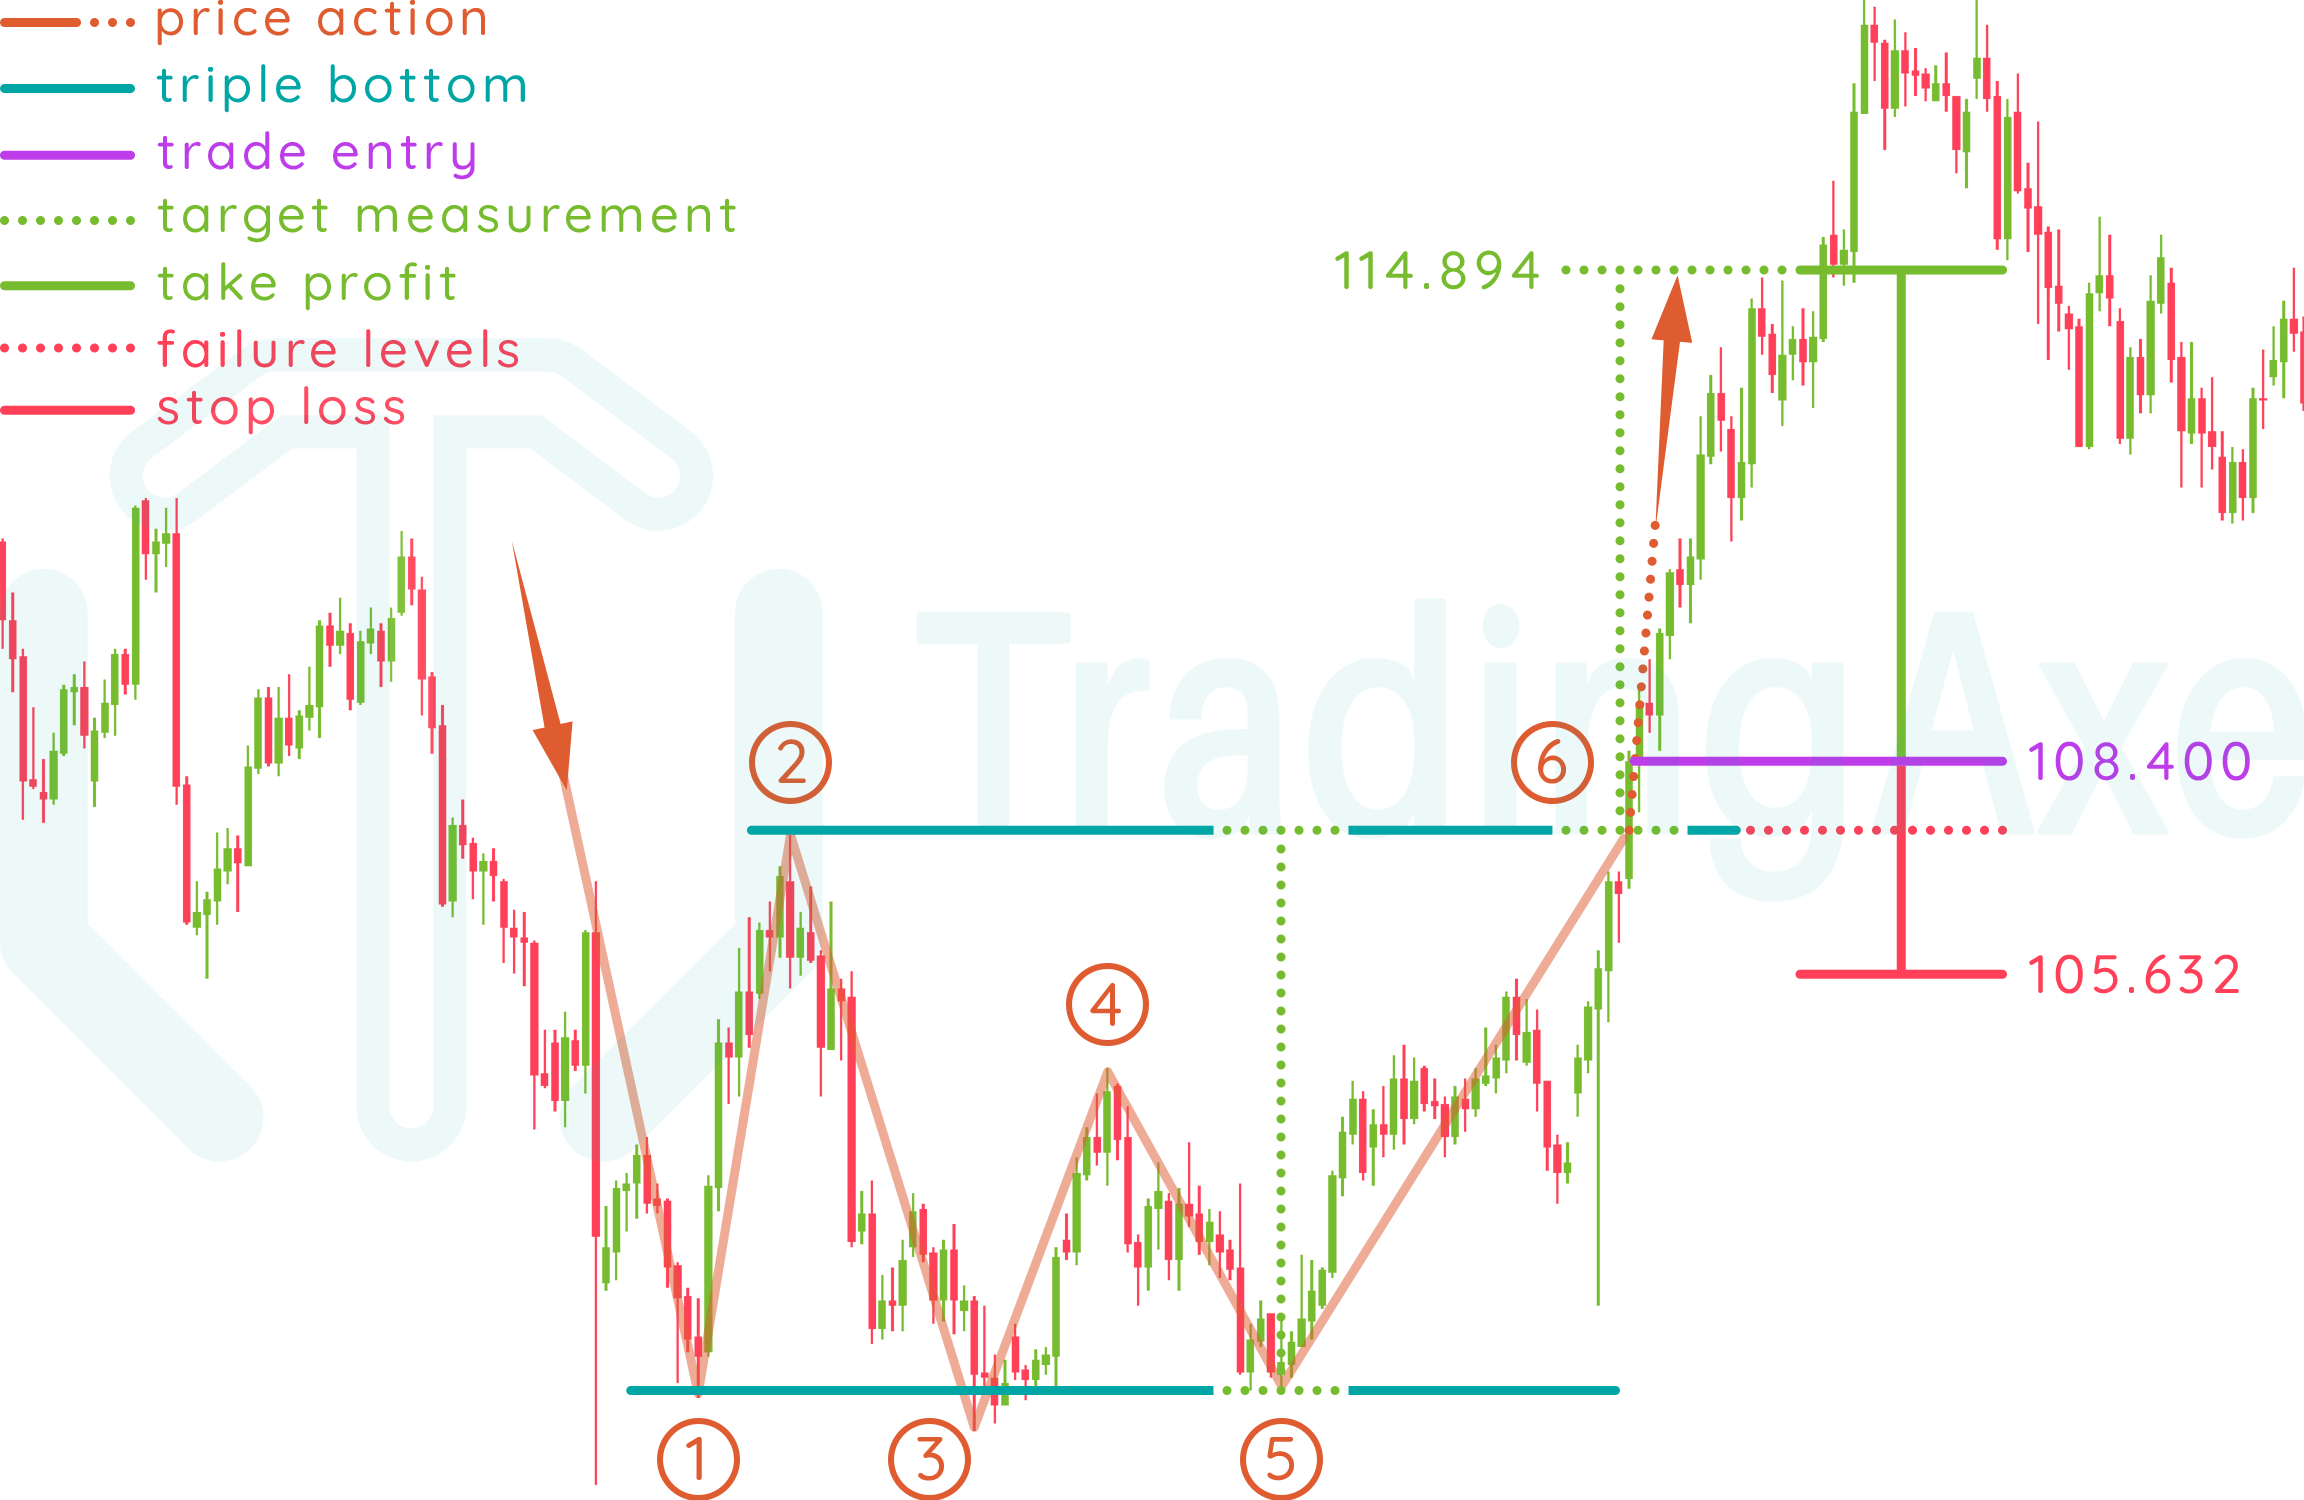 price action
triple bottom
trade entry
target measurement
take profit
failure levels
stop loss
114.894
TradingAxe
2
6
108.400
4
105.632
1
3
5